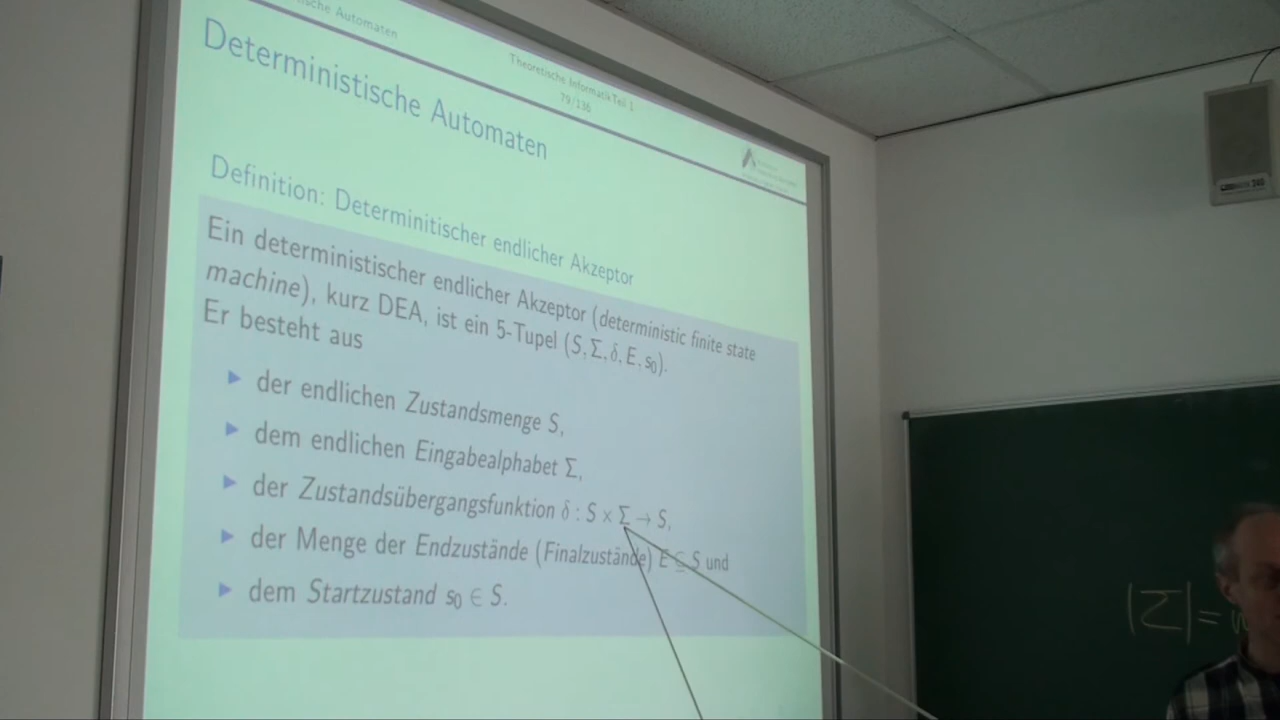 ische Automaten
Theoretische Informatik Teil 1
79/136
Deterministische Automaten
Definition: Determinitischer endlicher Akzeptor
Ein deterministischer endlicher Akzeptor (deterministic finite state
machine), kurz DEA, ist ein 5-Tupel (S, Σ, δ, E, s₀).
Er besteht aus
▶ der endlichen Zustandsmenge S,
▶ dem endlichen Eingabealphabet Σ,
▶ der Zustandsübergangsfunktion δ : S × Σ → S,
▶ der Menge der Endzustände (Finalzustände) E ⊆ S und
▶ dem Startzustand s₀ ∈ S.
|Σ| =